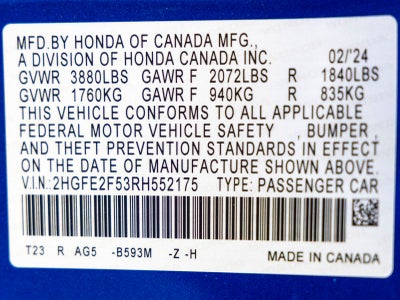 MFD.BY HONDA OF CANADA MFG.,
A DIVISION OF HONDA CANADA INC. 02/'24
GVWR 3880LBS GAWR F 2072LBS R 1840LBS
GVWR 1760KG GAWR F 940KG R 835KG
THIS VEHICLE CONFORMS TO ALL APPLICABLE
FEDERAL MOTOR VEHICLE SAFETY , BUMPER ,
AND THEFT PREVENTION STANDARDS IN EFFECT
ON THE DATE OF MANUFACTURE SHOWN ABOVE.
V.I.N:2HGFE2F53RH552175 TYPE: PASSENGER CAR
T23 R AG5 -B593M -Z -H MADE IN CANADA